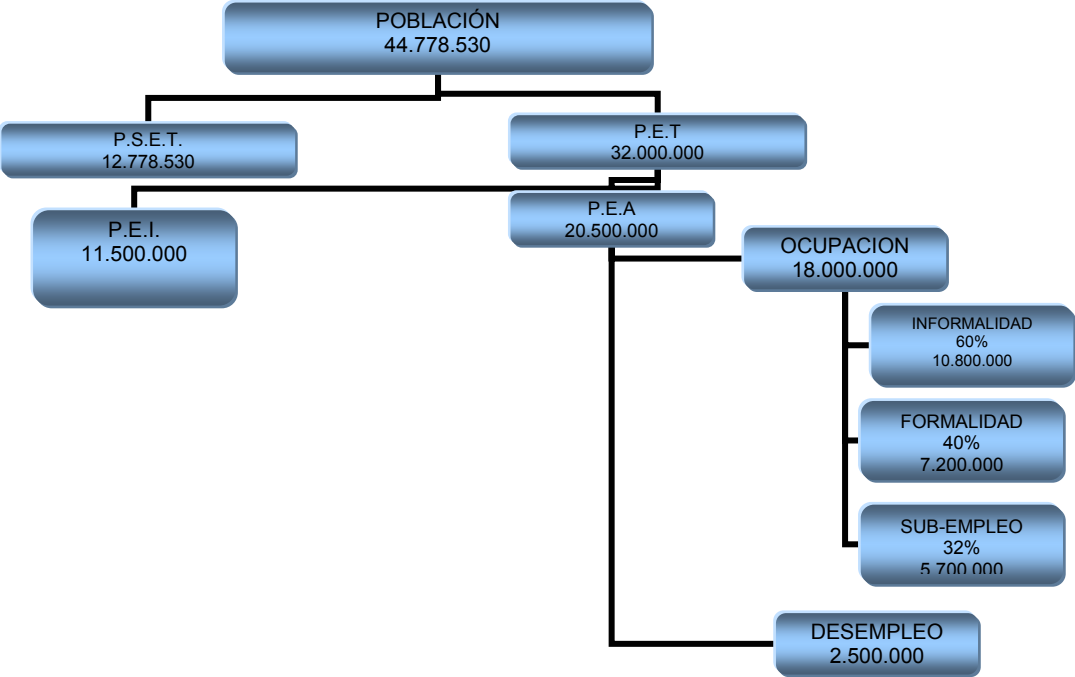 POBLACIÓN
44.778.530
P.S.E.T.
12.778.530
P.E.T
32.000.000
P.E.I.
11.500.000
P.E.A
20.500.000
OCUPACION
18.000.000
INFORMALIDAD
60%
10.800.000
FORMALIDAD
40%
7.200.000
SUB-EMPLEO
32%
5.700.000
DESEMPLEO
2.500.000